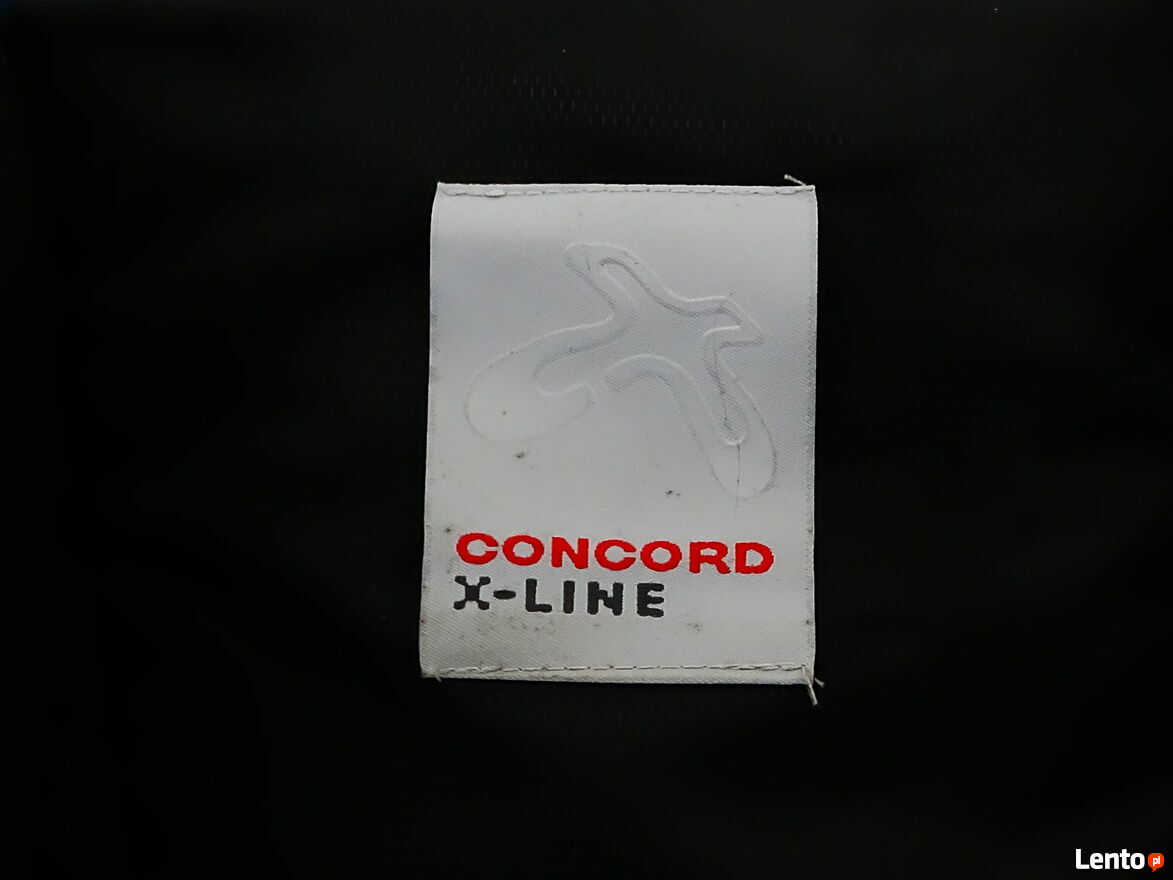 CONCORD
X-LINE
Lento pl